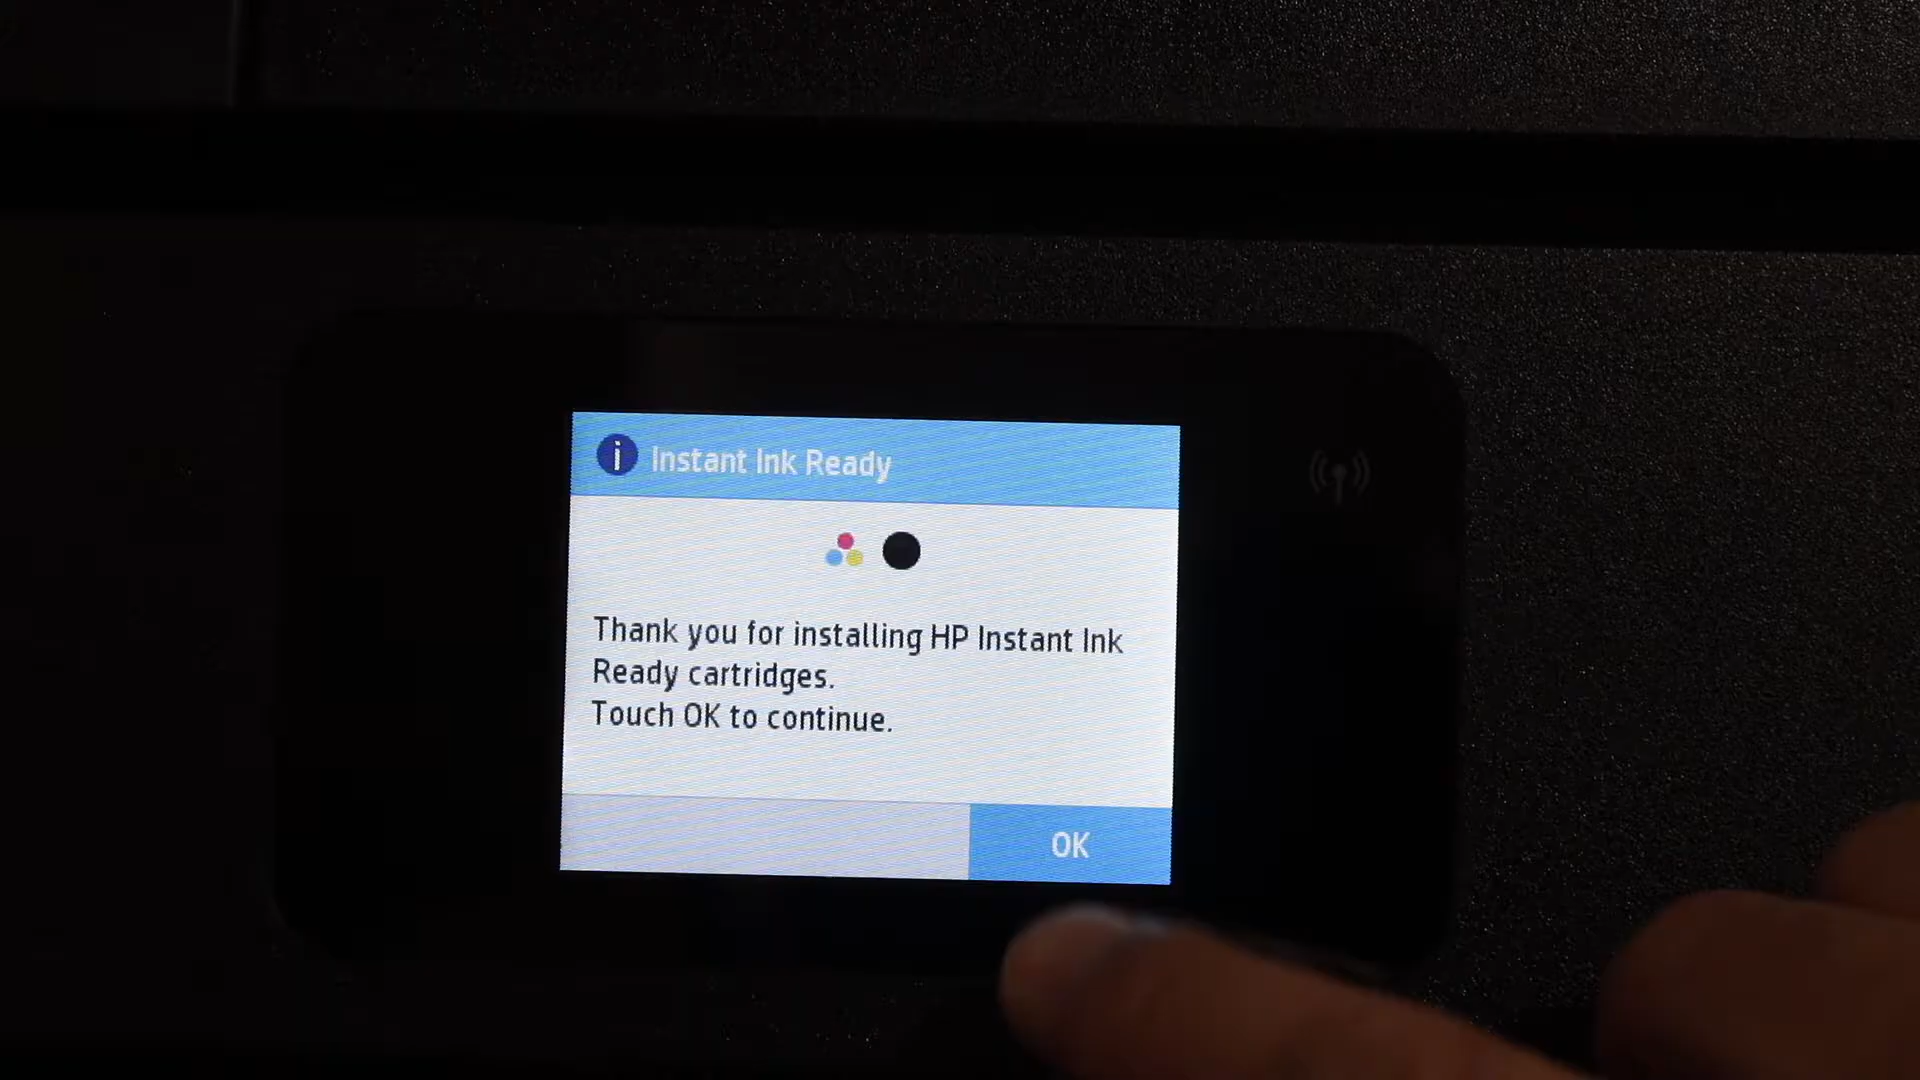 i Instant Ink Ready
Thank you for installing HP Instant Ink
Ready cartridges.
Touch OK to continue.
OK